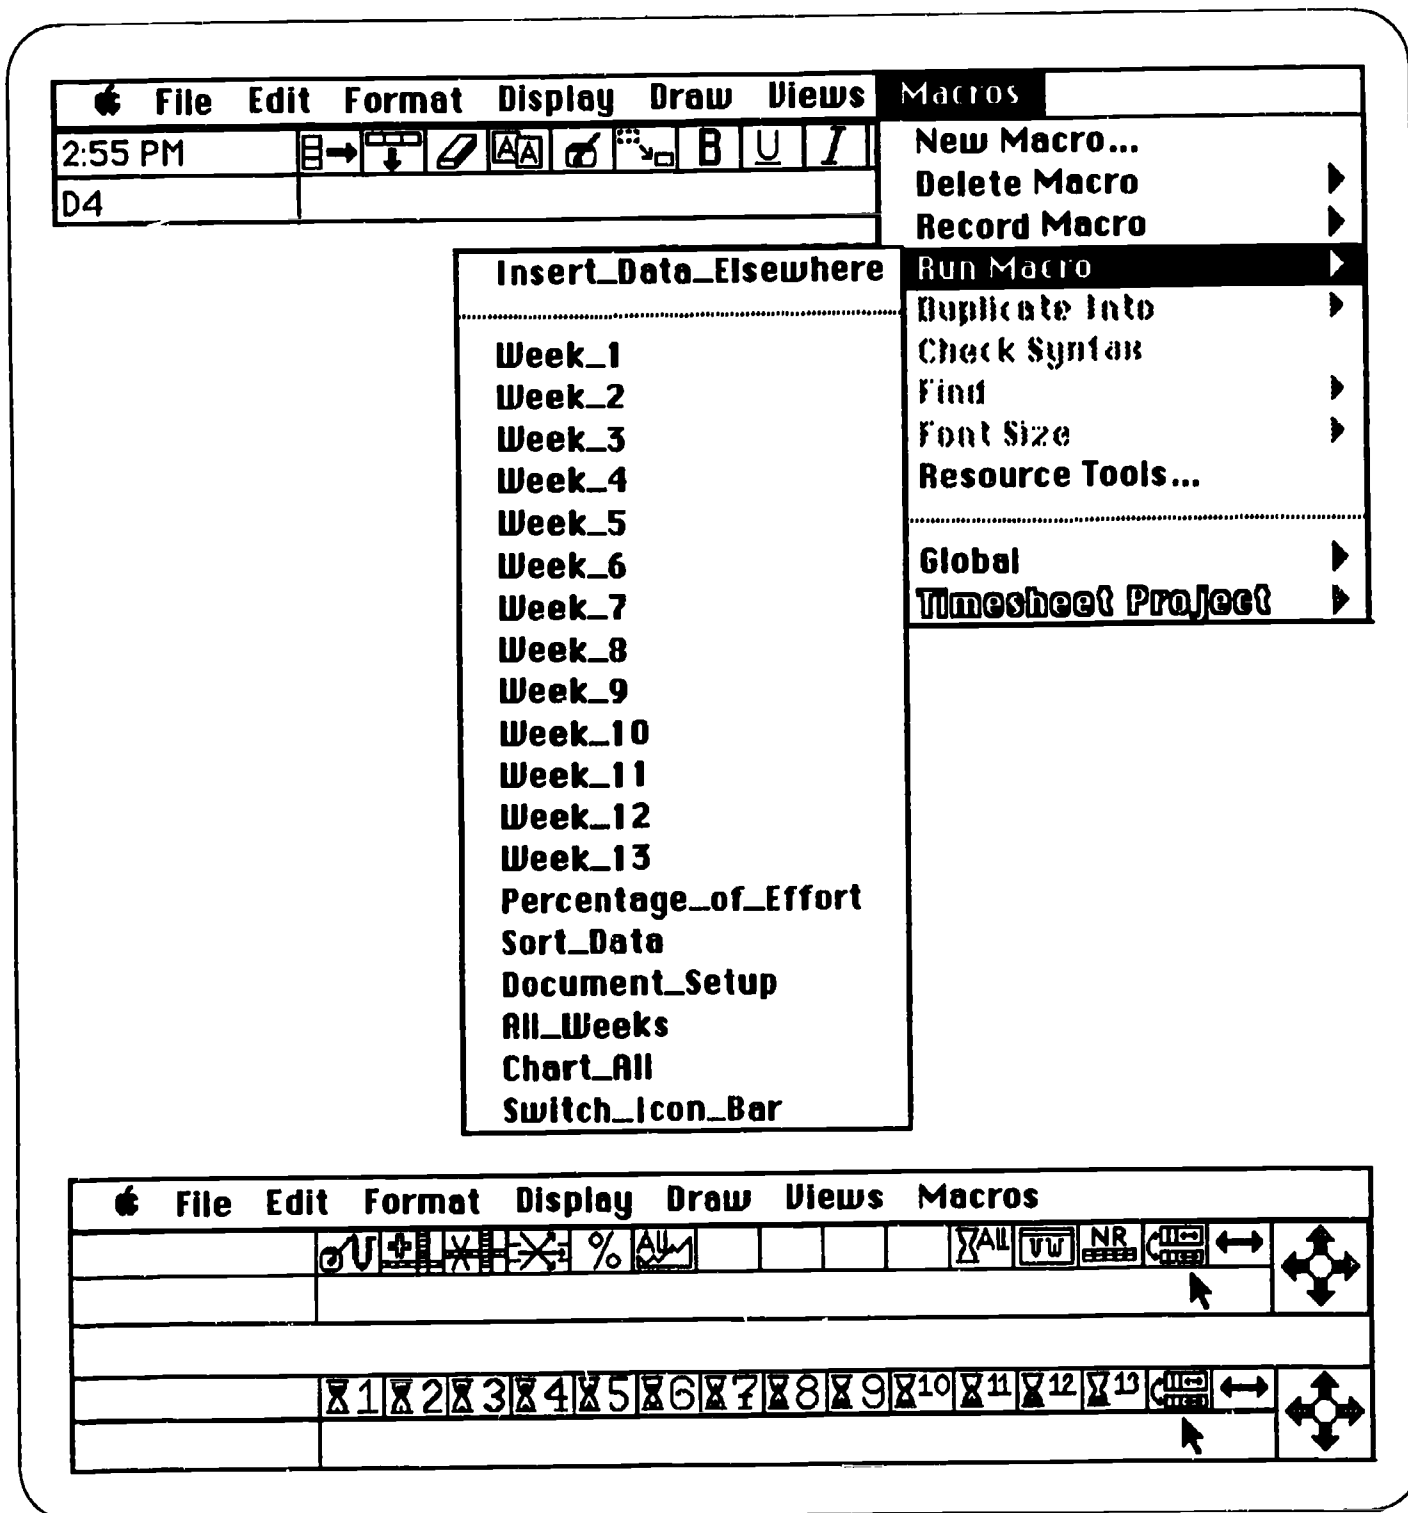 File Edit Format Display Draw Views Macros
2:55 PM B U I
D4
New Macro...
Delete Macro
Record Macro
Run Macro
Duplicate Into
Check Syntax
Find
Font Size
Resource Tools...
Global
Timesheet Project
Insert_Data_Elsewhere
Week_1
Week_2
Week_3
Week_4
Week_5
Week_6
Week_7
Week_8
Week_9
Week_10
Week_11
Week_12
Week_13
Percentage_of_Effort
Sort_Data
Document_Setup
All_Weeks
Chart_All
Switch_Icon_Bar
File Edit Format Display Draw Views Macros
% All All NR
1 2 3 4 5 6 7 8 9 10 11 12 13